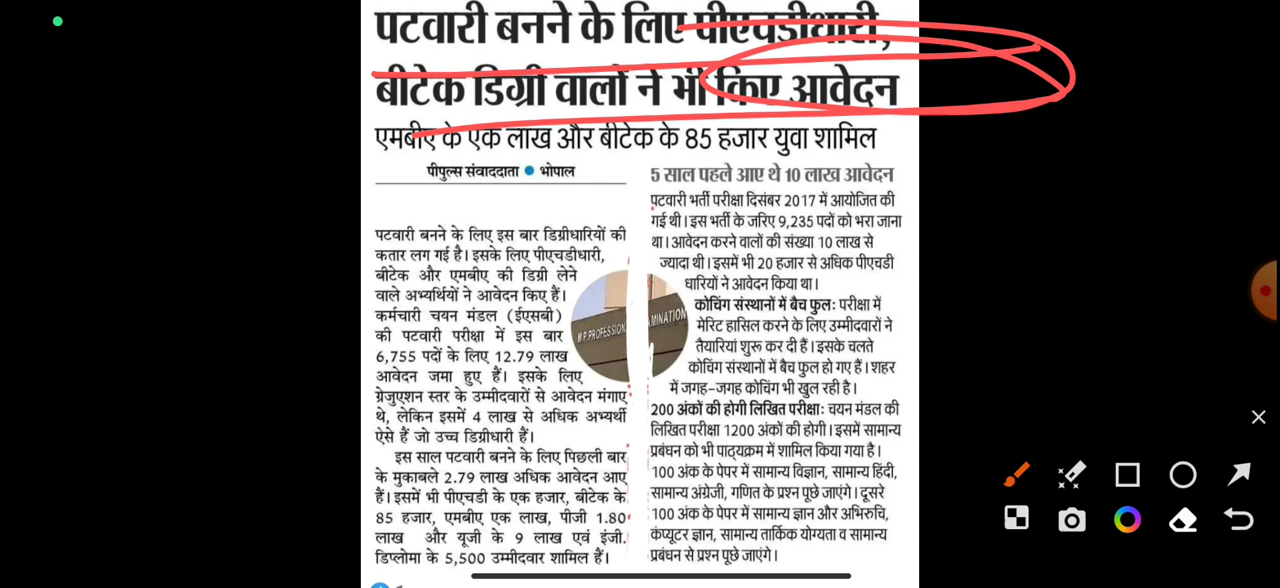 पटवारी बनने के लिए पीएचडीधारी,
बीटेक डिग्री वालों ने भी किए आवेदन
एमबीए के एक लाख और बीटेक के 85 हजार युवा शामिल
पीपुल्स संवाददाता ● भोपाल
पटवारी बनने के लिए इस बार डिग्रीधारियों की
कतार लग गई है। इसके लिए पीएचडीधारी,
बीटेक और एमबीए की डिग्री लेने
वाले अभ्यर्थियों ने आवेदन किए हैं।
कर्मचारी चयन मंडल (ईएसबी)
की पटवारी परीक्षा में इस बार
6,755 पदों के लिए 12.79 लाख
आवेदन जमा हुए हैं। इसके लिए
ग्रेजुएशन स्तर के उम्मीदवारों से आवेदन मंगाए
थे, लेकिन इसमें 4 लाख से अधिक अभ्यर्थी
ऐसे हैं जो उच्च डिग्रीधारी हैं।
इस साल पटवारी बनने के लिए पिछली बार
के मुकाबले 2.79 लाख अधिक आवेदन आए
हैं। इसमें भी पीएचडी के एक हजार, बीटेक के
85 हजार, एमबीए एक लाख, पीजी 1.80
लाख और यूजी के 9 लाख एवं इंजी.
डिप्लोमा के 5,500 उम्मीदवार शामिल हैं।
5 साल पहले आए थे 10 लाख आवेदन
पटवारी भर्ती परीक्षा दिसंबर 2017 में आयोजित की
गई थी। इस भर्ती के जरिए 9,235 पदों को भरा जाना
था। आवेदन करने वालों की संख्या 10 लाख से
ज्यादा थी। इसमें भी 20 हजार से अधिक पीएचडी
धारियों ने आवेदन किया था।
कोचिंग संस्थानों में बैच फुल: परीक्षा में
मेरिट हासिल करने के लिए उम्मीदवारों ने
तैयारियां शुरू कर दी हैं। इसके चलते
कोचिंग संस्थानों में बैच फुल हो गए हैं। शहर
में जगह-जगह कोचिंग भी खुल रही है।
200 अंकों की होगी लिखित परीक्षा: चयन मंडल की
लिखित परीक्षा 1200 अंकों की होगी। इसमें सामान्य
प्रबंधन को भी पाठ्यक्रम में शामिल किया गया है।
100 अंक के पेपर में सामान्य विज्ञान, सामान्य हिंदी,
सामान्य अंग्रेजी, गणित के प्रश्न पूछे जाएंगे। दूसरे
100 अंक के पेपर में सामान्य ज्ञान और अभिरुचि,
कंप्यूटर ज्ञान, सामान्य तार्किक योग्यता व सामान्य
प्रबंधन से प्रश्न पूछे जाएंगे।
M.P. PROFESSION
MINATION